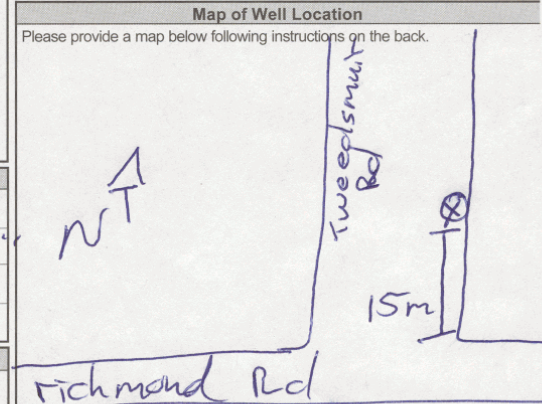 Map of Well Location
Please provide a map below following instructions on the back.
Tweedsmuir
Rd
N
15m
richmond Rd